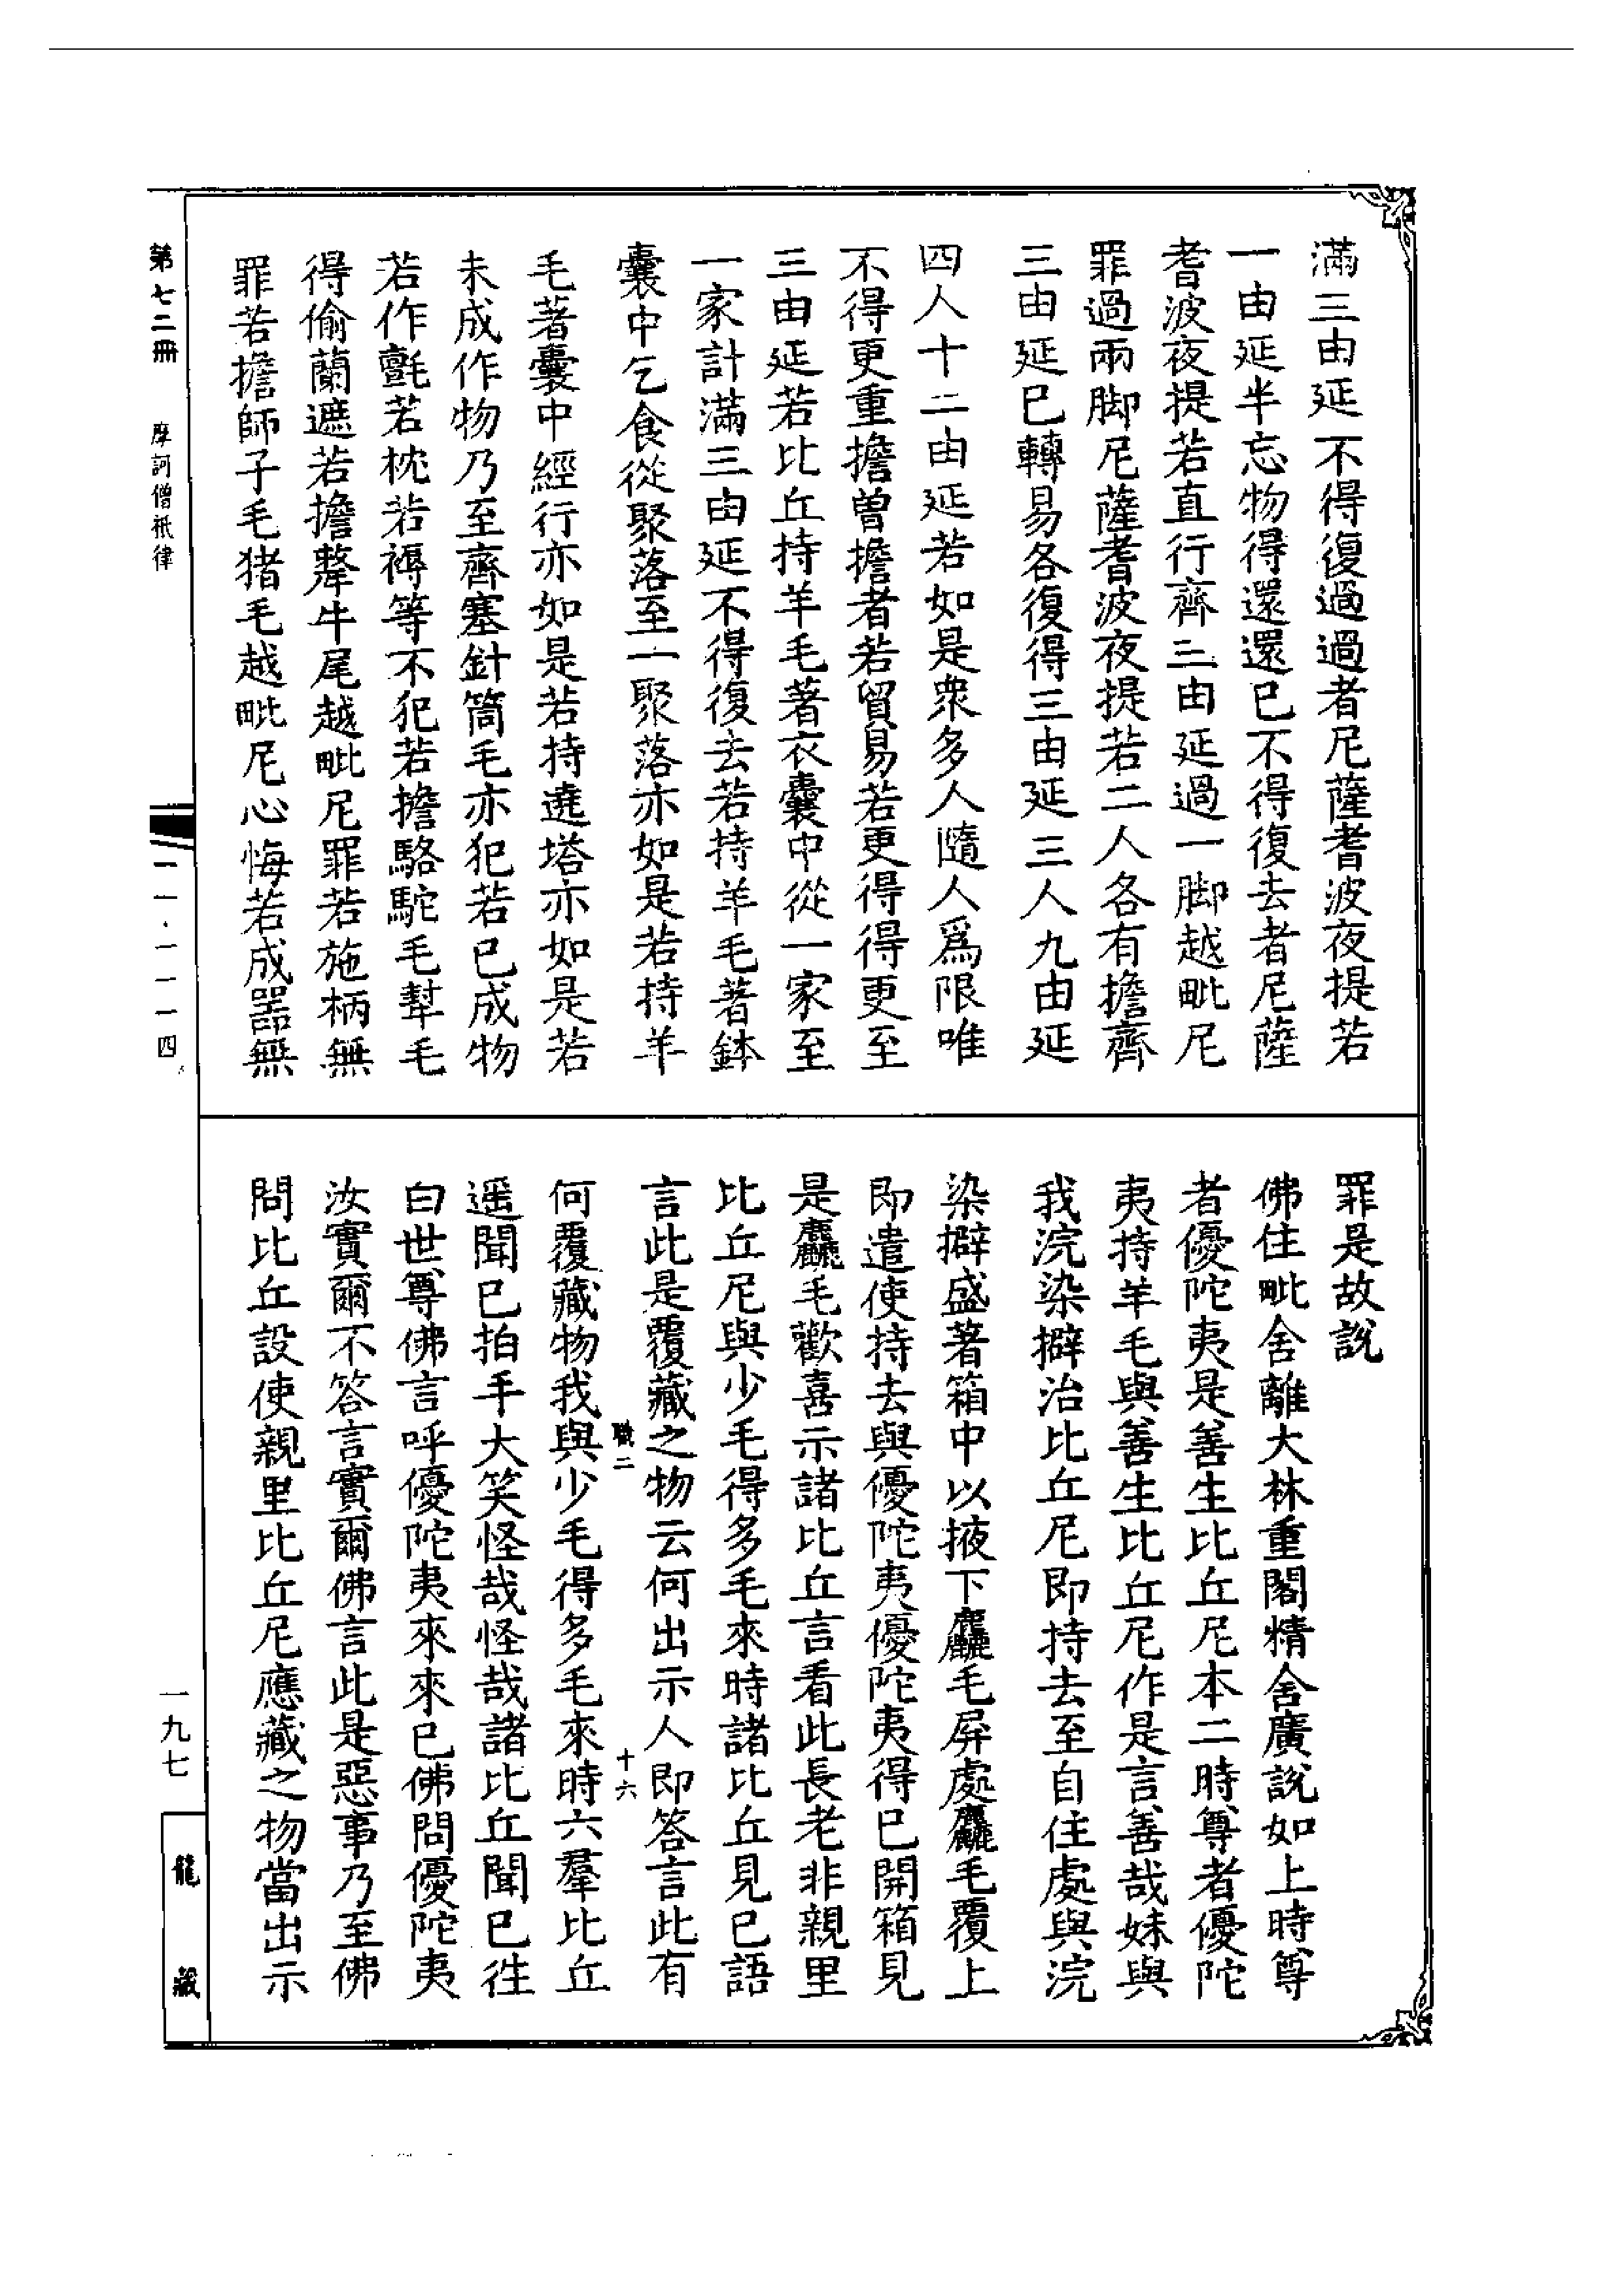 滿三由延不得復過過者尼薩耆波夜提若
一由延半忘物得還還已不得復去者尼薩
耆波夜提若直行齊三由延過一脚越毗尼
罪過兩脚尼薩耆波夜提若二人各有擔齊
三由延已轉易各復得三由延三人九由延
四人十二由延若如是衆多人隨人爲限唯
不得更重擔曾擔者若貿易若更得得更至
三由延若比丘持羊毛著衣囊中從一家至
一家計滿三由延不得復去若持羊毛著鉢
囊中乞食從聚落至一聚落亦如是若持羊
毛著囊中經行亦如是若持遶塔亦如是若
未成作物乃至齊塞針筒毛亦犯若已成物
若作氈若枕若褥等不犯若擔駱駝毛犎毛
得偷蘭遮若擔犛牛尾越毗尼罪若施柄無
罪若擔師子毛猪毛越毗尼心悔若成器無
罪是故說
佛住毗舍離大林重閣精舍廣說如上時尊
者優陀夷是善生比丘尼本二時尊者優陀
夷持羊毛與善生比丘尼作是言善哉妹與
我浣染擗治比丘尼即持去至自住處與浣
染擗盛著箱中以掖下麤毛屏處麤毛覆上
即遣使持去與優陀夷優陀夷得已開箱見
是麤毛歡喜示諸比丘言看此長老非親里
比丘尼與少毛得多毛來時諸比丘見已語
言此是覆藏之物云何出示人即答言此有
職二 十六
何覆藏物我與少毛得多毛來時六羣比丘
遥聞已拍手大笑怪哉怪哉諸比丘聞已往
白世尊佛言呼優陀夷來來已佛問優陀夷
汝實爾不答言實爾佛言此是惡事乃至佛
問比丘設使親里比丘尼應藏之物當出示
第七二冊 摩訶僧祇律
一一·一一一四
一九七
龍藏